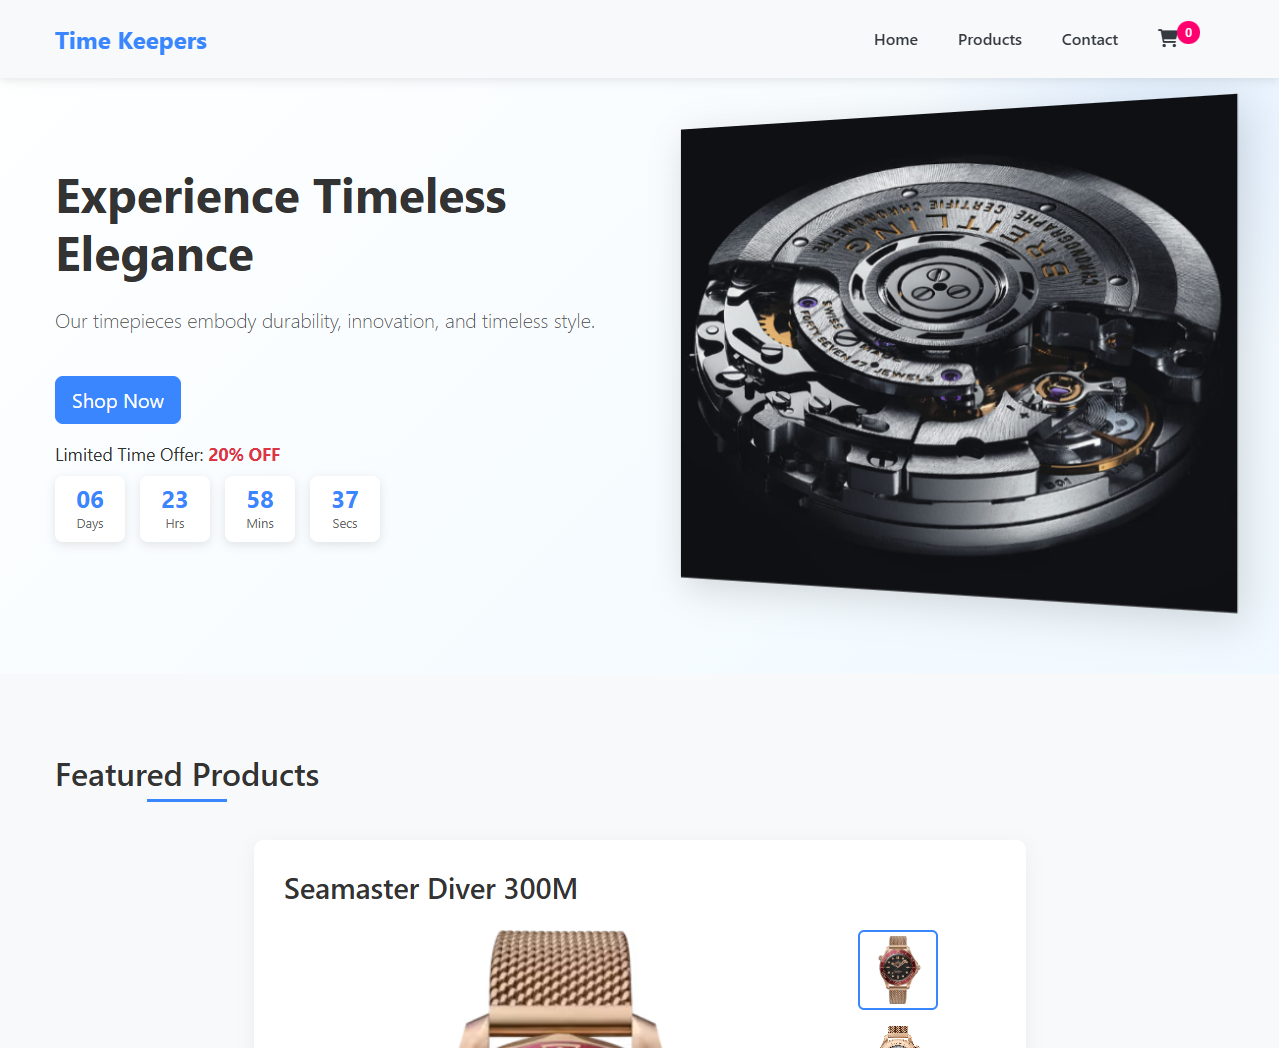 Time Keepers
Home
Products
Contact
0
Experience Timeless
Elegance
Our timepieces embody durability, innovation, and timeless style.
Shop Now
Limited Time Offer: 20% OFF
06
Days
23
Hrs
58
Mins
37
Secs
CHRONOGRAPHE CERTIFIE CHRONOMETRE
BREITLING
SWISS
FORTY SEVEN 47 JEWELS
Featured Products
Seamaster Diver 300M